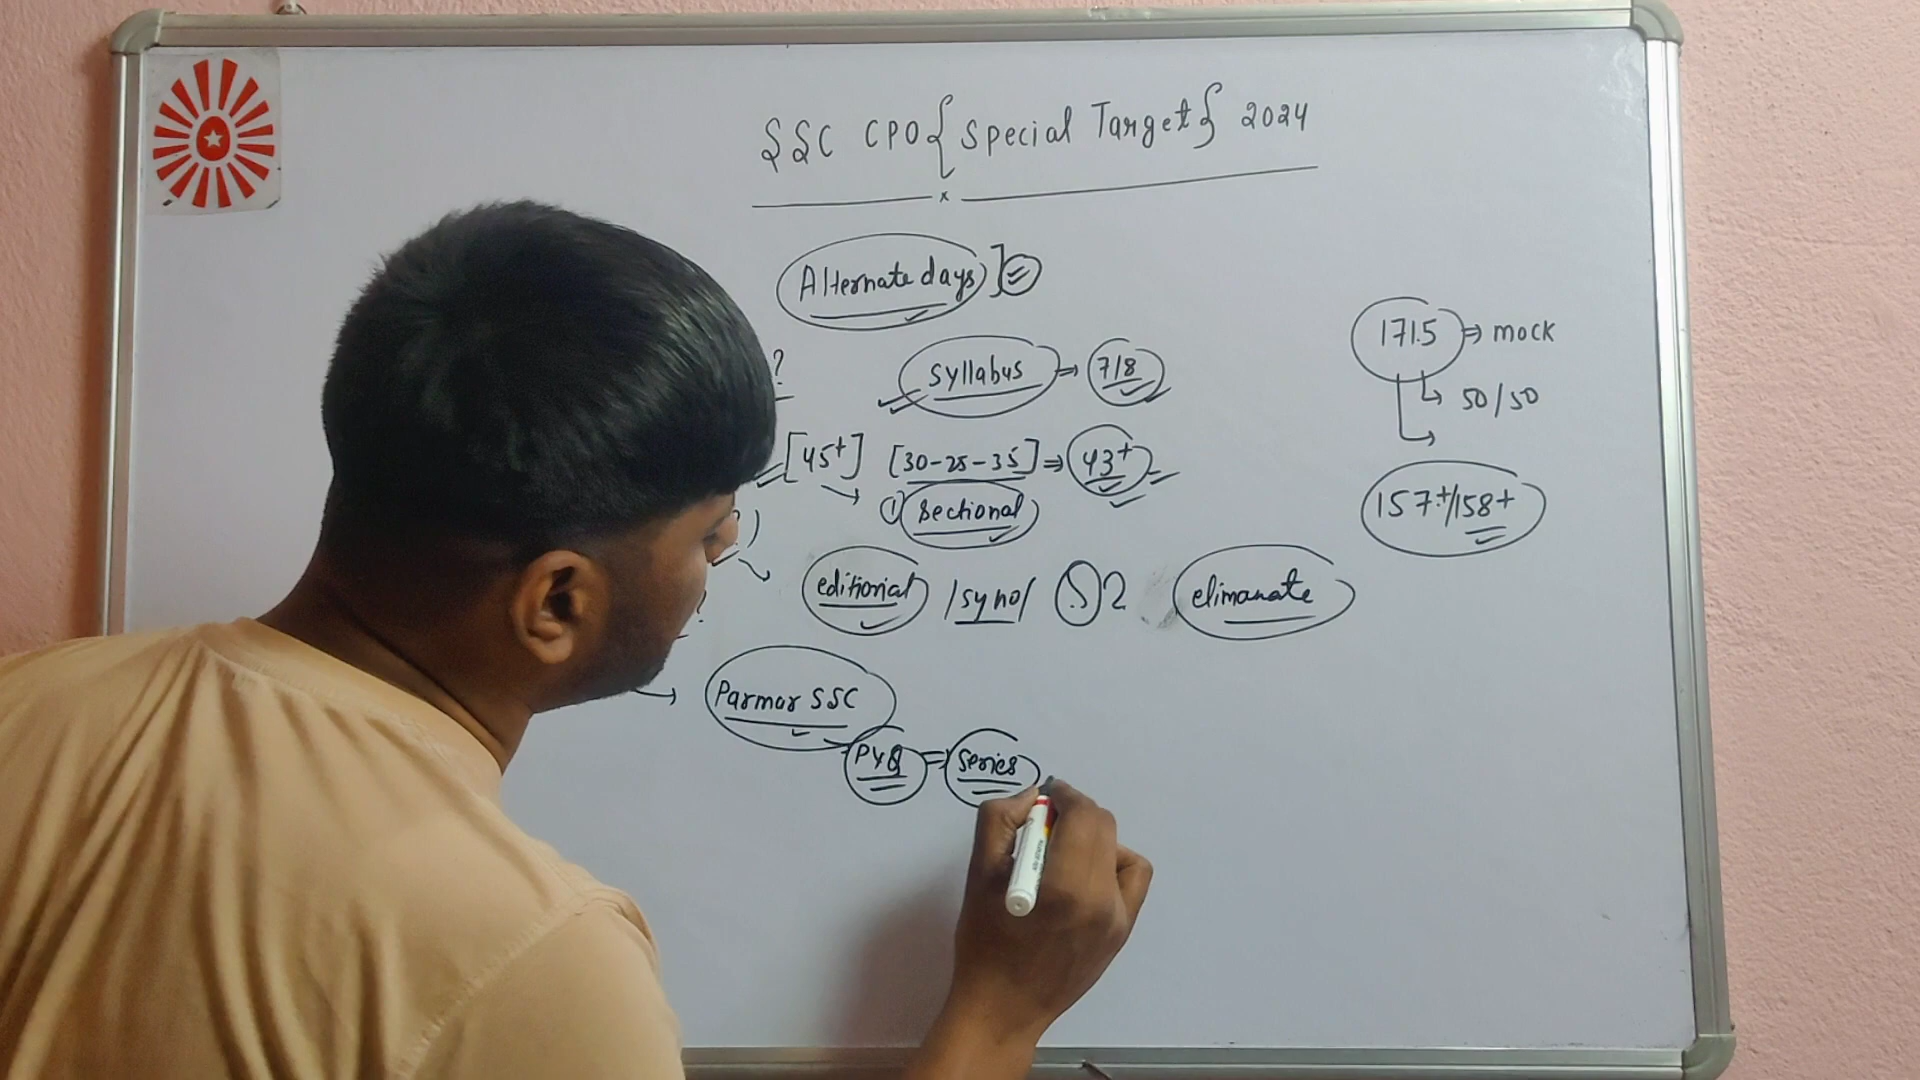 SSC CPO { Special Target } 2024
x
Alternate days ]
?
Syllabus ⇒ 7/8
[45+] [30-25-35] ⇒ 43+
① Sectional
?)
editional /syno/ S 2 elimanate
?
Parmar SSC
PYQ ⇒ Series
171.5 ⇒ mock
50/50
157+/158+